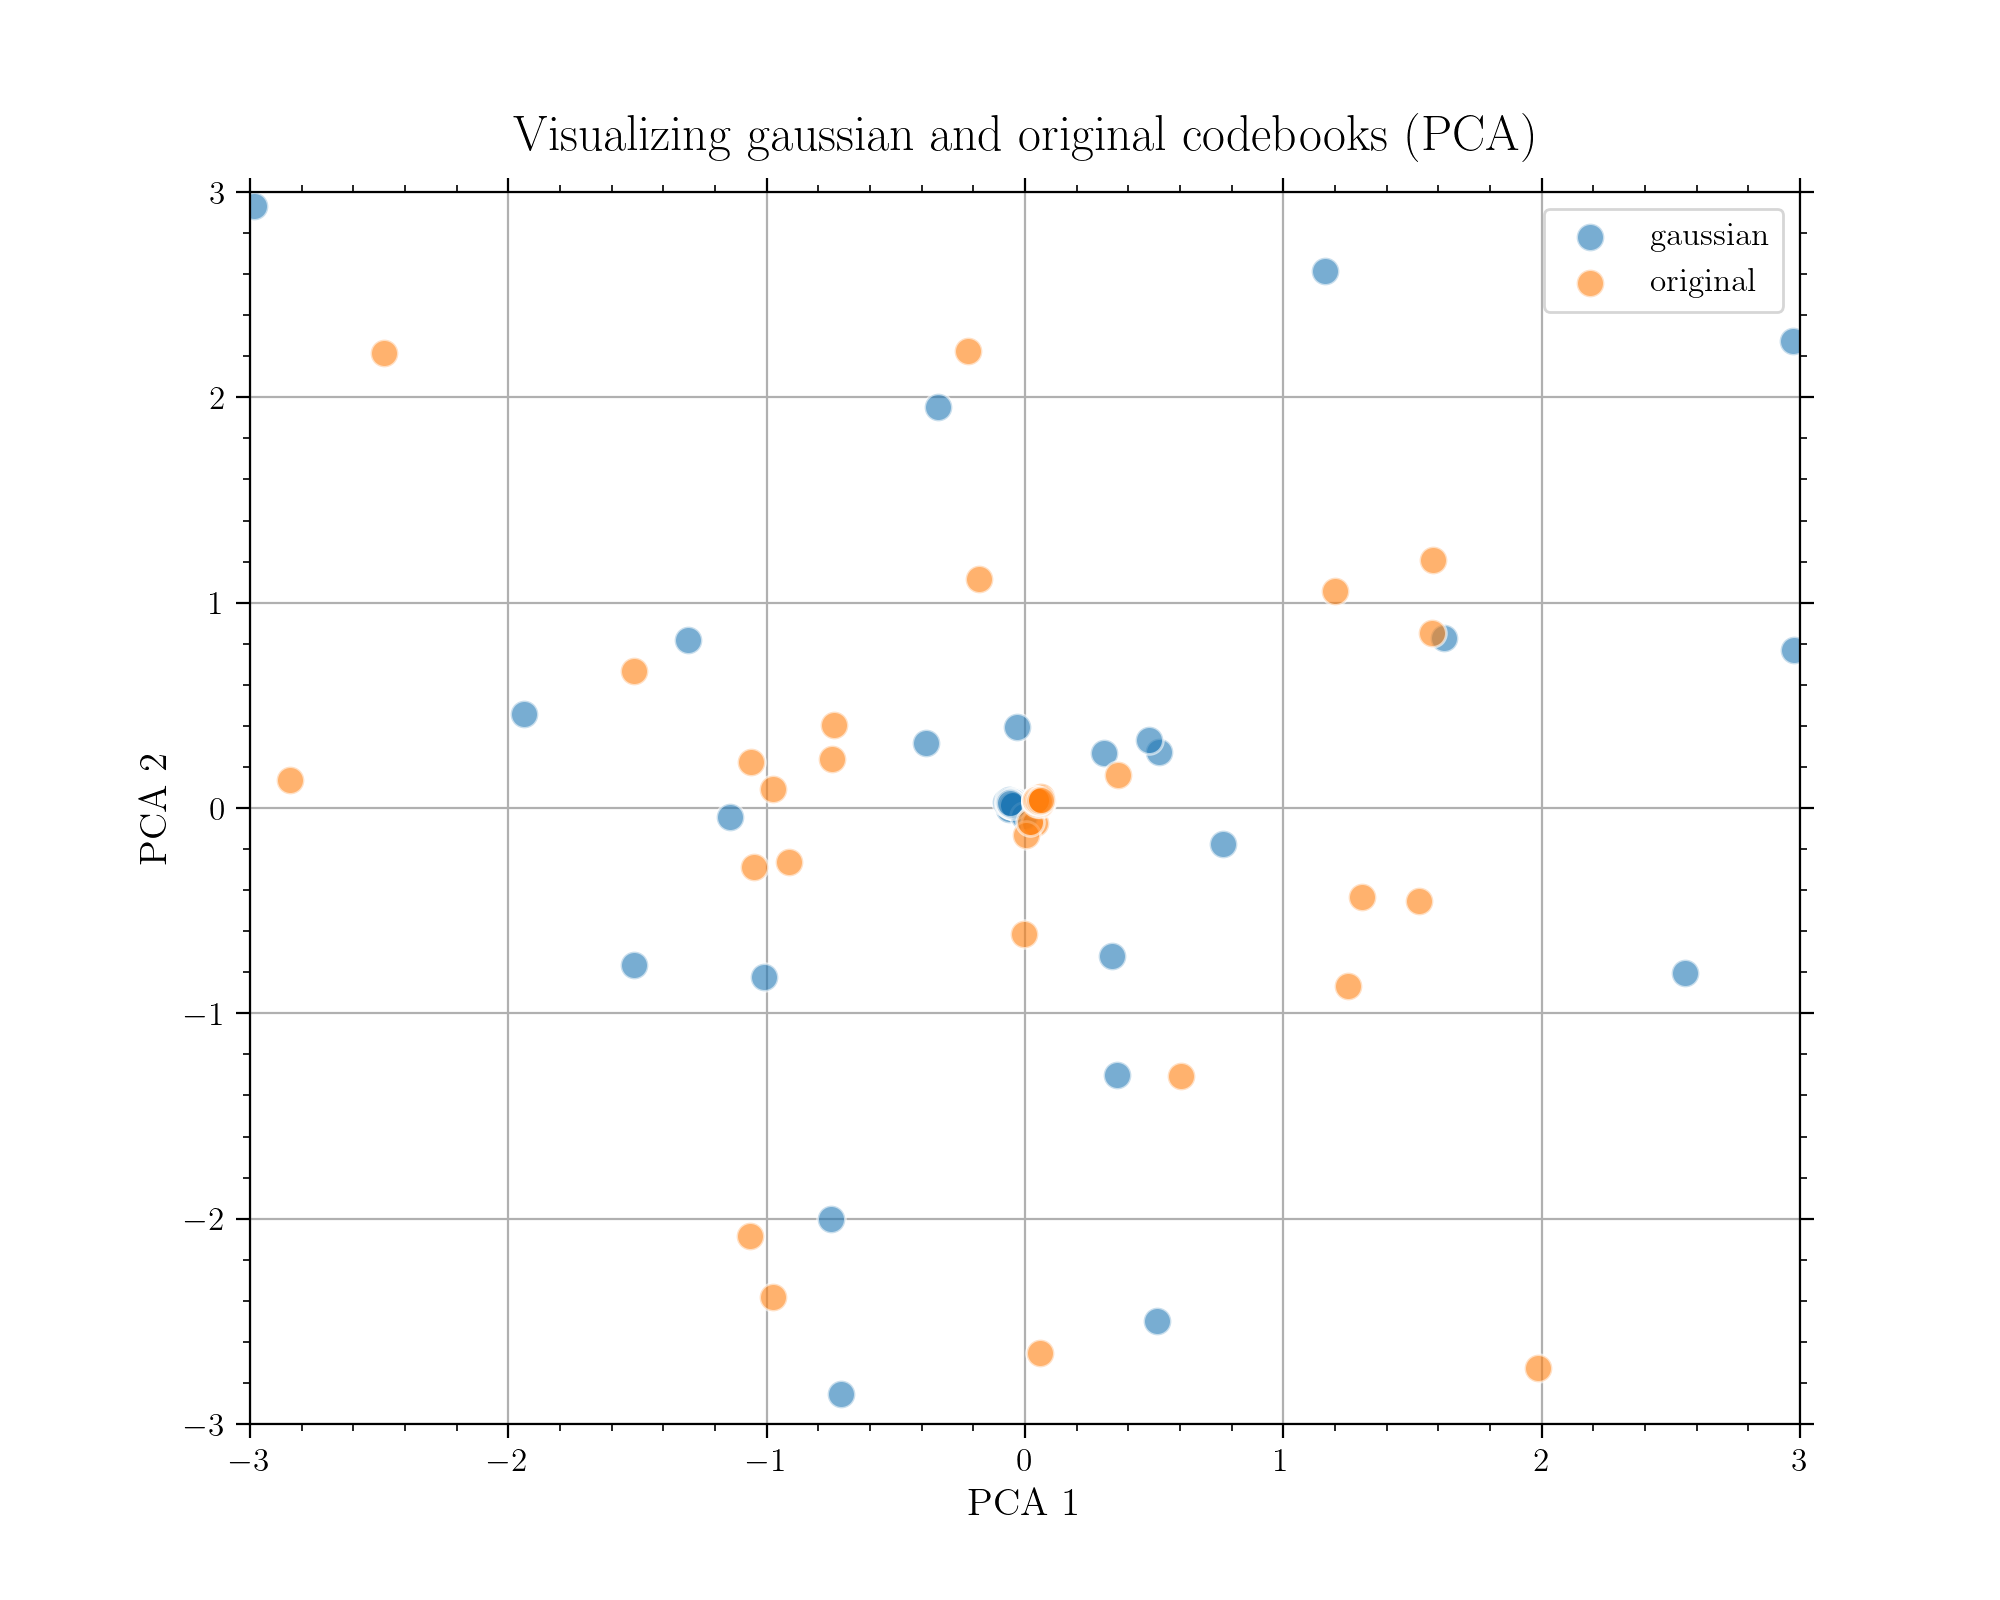 Visualizing gaussian and original codebooks (PCA)
gaussian
original
3
2
1
0
−1
−2
−3
PCA 2
−3
−2
−1
0
1
2
3
PCA 1